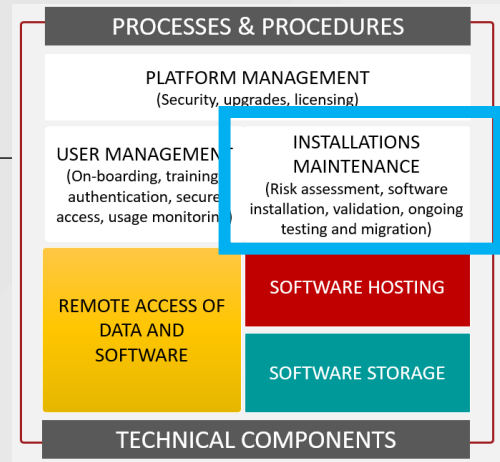 PROCESSES & PROCEDURES
PLATFORM MANAGEMENT
(Security, upgrades, licensing)
USER MANAGEMENT
(On-boarding, training,
authentication, secure
access, usage monitoring)
INSTALLATIONS
MAINTENANCE
(Risk assessment, software
installation, validation, ongoing
testing and migration)
REMOTE ACCESS OF
DATA AND
SOFTWARE
SOFTWARE HOSTING
SOFTWARE STORAGE
TECHNICAL COMPONENTS